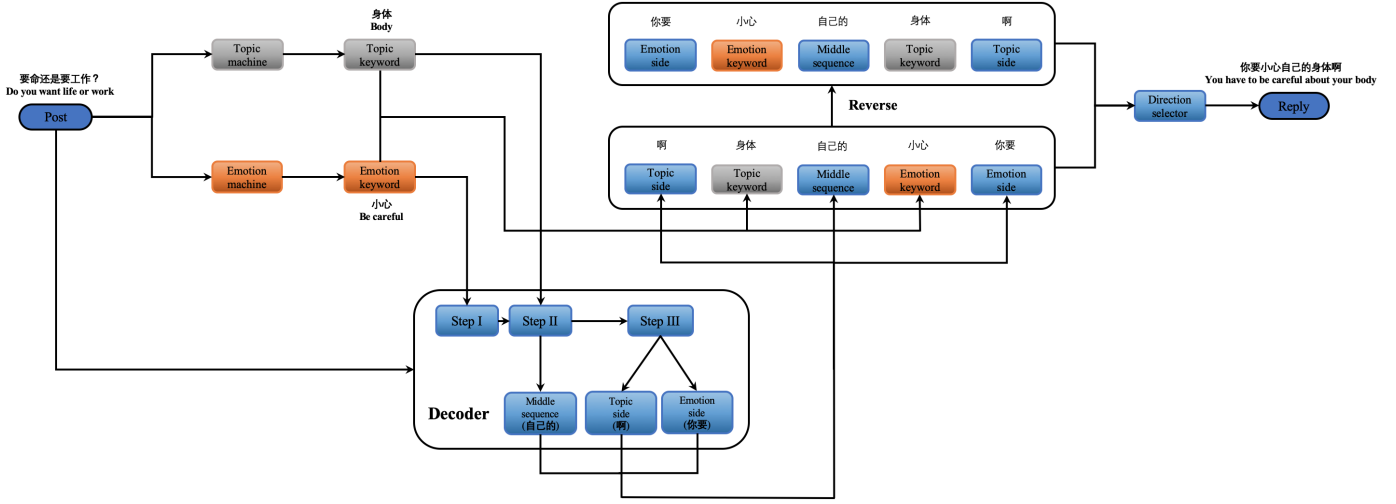 要命还是要工作？
Do you want life or work
Post
Topic
machine
身体
Body
Topic
keyword
Emotion
machine
Emotion
keyword
小心
Be careful
你要
小心
自己的
身体
啊
Emotion
side
Emotion
keyword
Middle
sequence
Topic
keyword
Topic
side
Reverse
啊
身体
自己的
小心
你要
Topic
side
Topic
keyword
Middle
sequence
Emotion
keyword
Emotion
side
Direction
selector
你要小心自己的身体啊
You have to be careful about your body
Reply
Step I
Step II
Step III
Decoder
Middle
sequence
(自己的)
Topic
side
(啊)
Emotion
side
(你要)